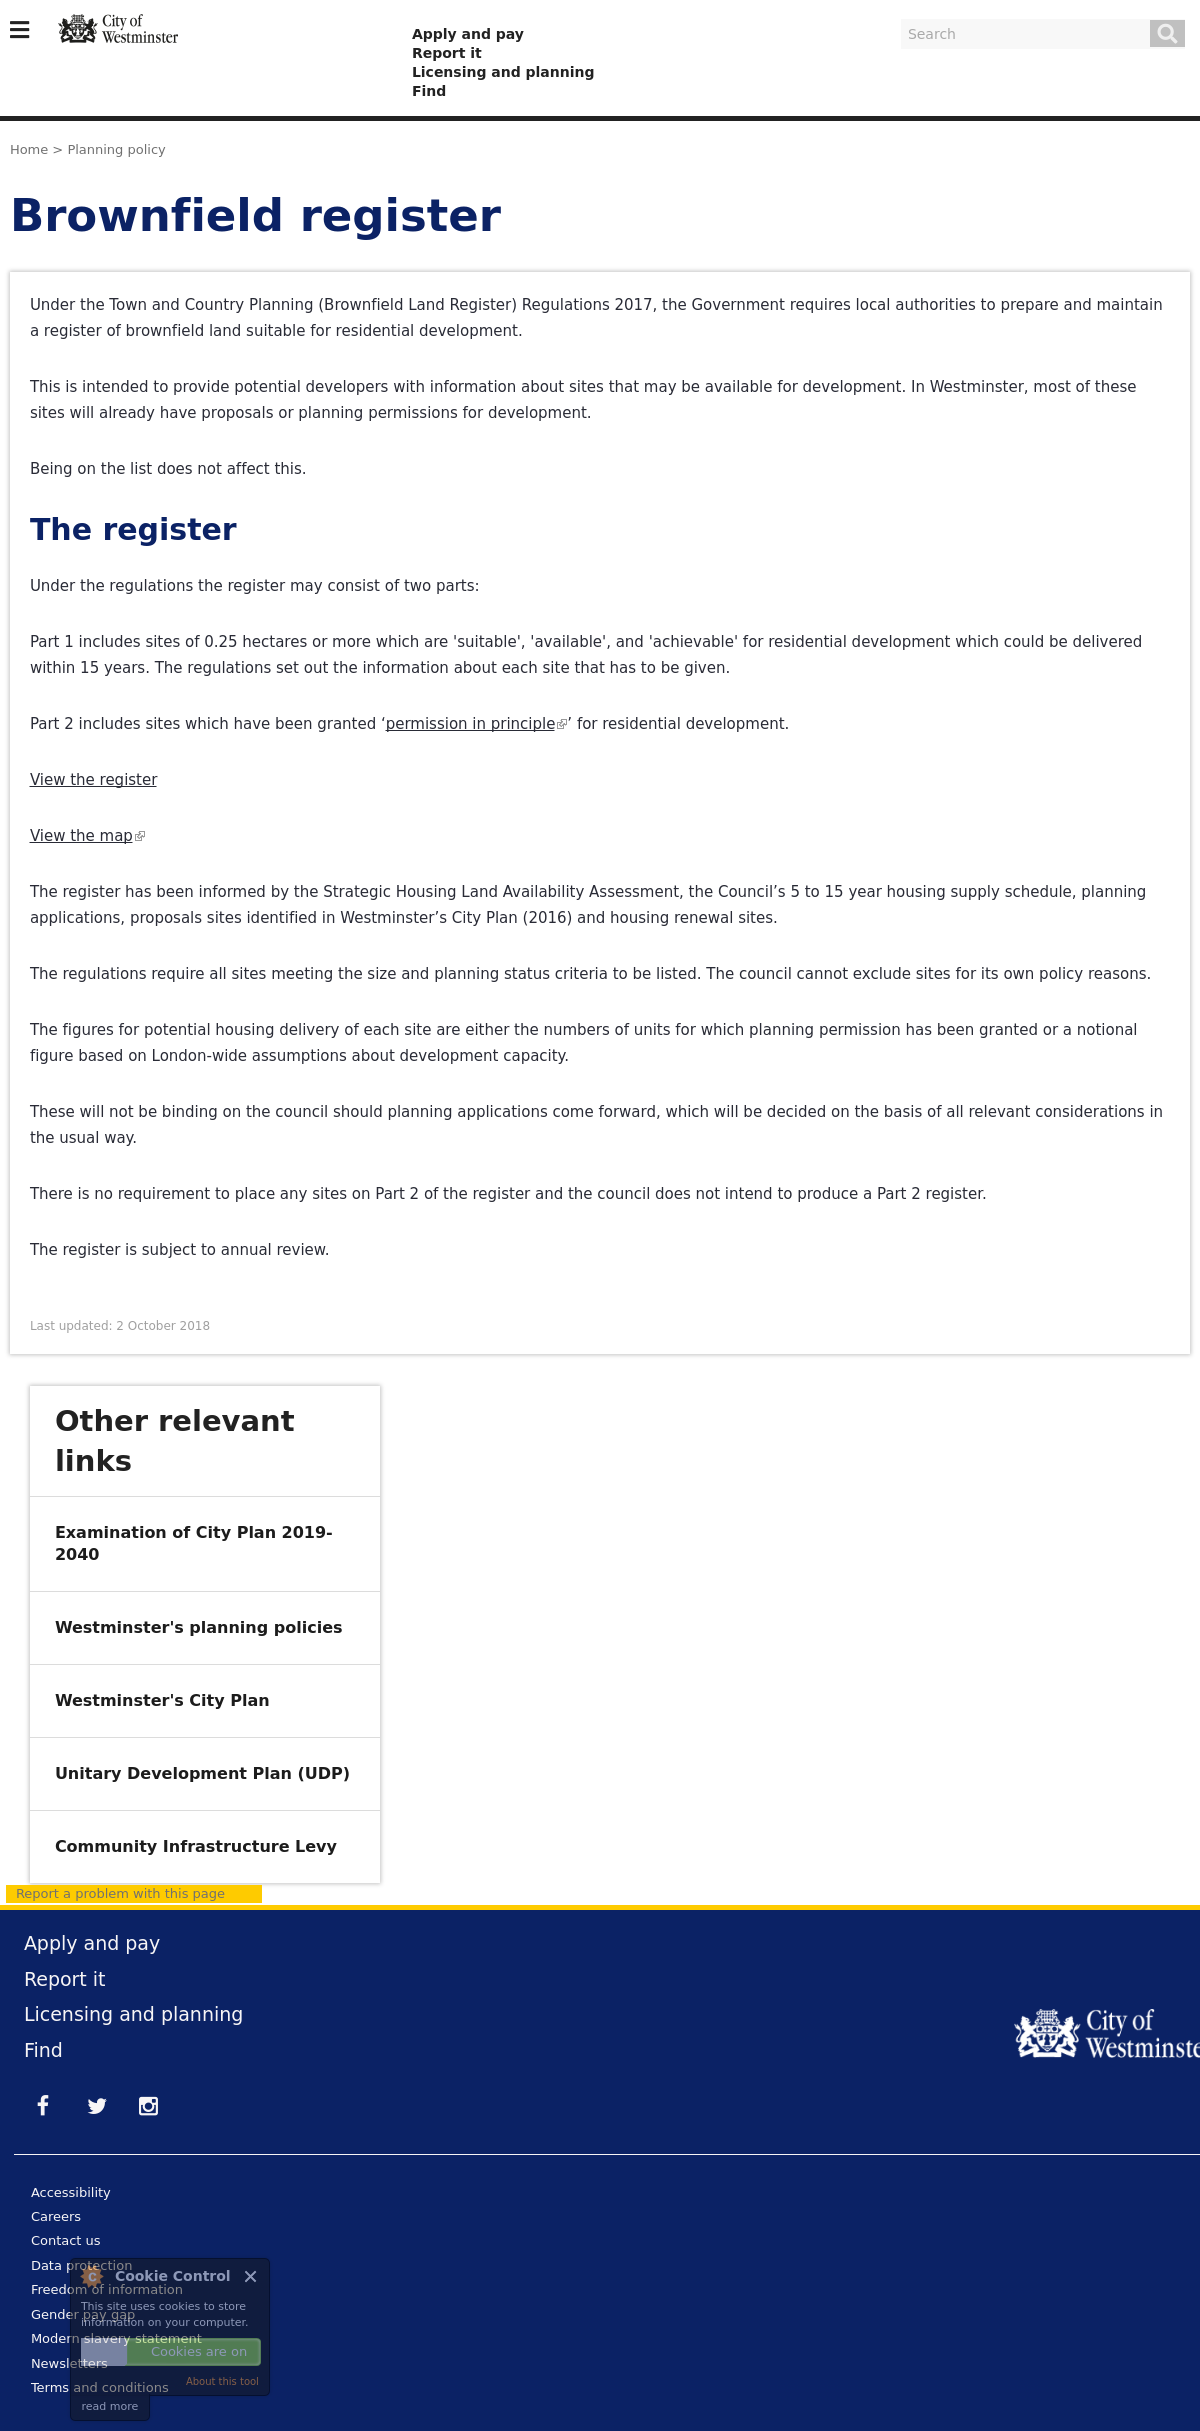 City of
Westminster
Apply and pay
Report it
Licensing and planning
Find
Search
Home > Planning policy
Brownfield register
Under the Town and Country Planning (Brownfield Land Register) Regulations 2017, the Government requires local authorities to prepare and maintain
a register of brownfield land suitable for residential development.
This is intended to provide potential developers with information about sites that may be available for development. In Westminster, most of these
sites will already have proposals or planning permissions for development.
Being on the list does not affect this.
The register
Under the regulations the register may consist of two parts:
Part 1 includes sites of 0.25 hectares or more which are 'suitable', 'available', and 'achievable' for residential development which could be delivered
within 15 years. The regulations set out the information about each site that has to be given.
Part 2 includes sites which have been granted ‘permission in principle’ for residential development.
View the register
View the map
The register has been informed by the Strategic Housing Land Availability Assessment, the Council’s 5 to 15 year housing supply schedule, planning
applications, proposals sites identified in Westminster’s City Plan (2016) and housing renewal sites.
The regulations require all sites meeting the size and planning status criteria to be listed. The council cannot exclude sites for its own policy reasons.
The figures for potential housing delivery of each site are either the numbers of units for which planning permission has been granted or a notional
figure based on London-wide assumptions about development capacity.
These will not be binding on the council should planning applications come forward, which will be decided on the basis of all relevant considerations in
the usual way.
There is no requirement to place any sites on Part 2 of the register and the council does not intend to produce a Part 2 register.
The register is subject to annual review.
Last updated: 2 October 2018
Other relevant
links
Examination of City Plan 2019-
2040
Westminster's planning policies
Westminster's City Plan
Unitary Development Plan (UDP)
Community Infrastructure Levy
Report a problem with this page
Apply and pay
Report it
Licensing and planning
Find
City of
Westminste
Accessibility
Careers
Contact us
Data protection
Freedom of information
Gender pay gap
Modern slavery statement
Newsletters
Terms and conditions
C
Cookie Control
This site uses cookies to store
information on your computer.
Cookies are on
About this tool
read more